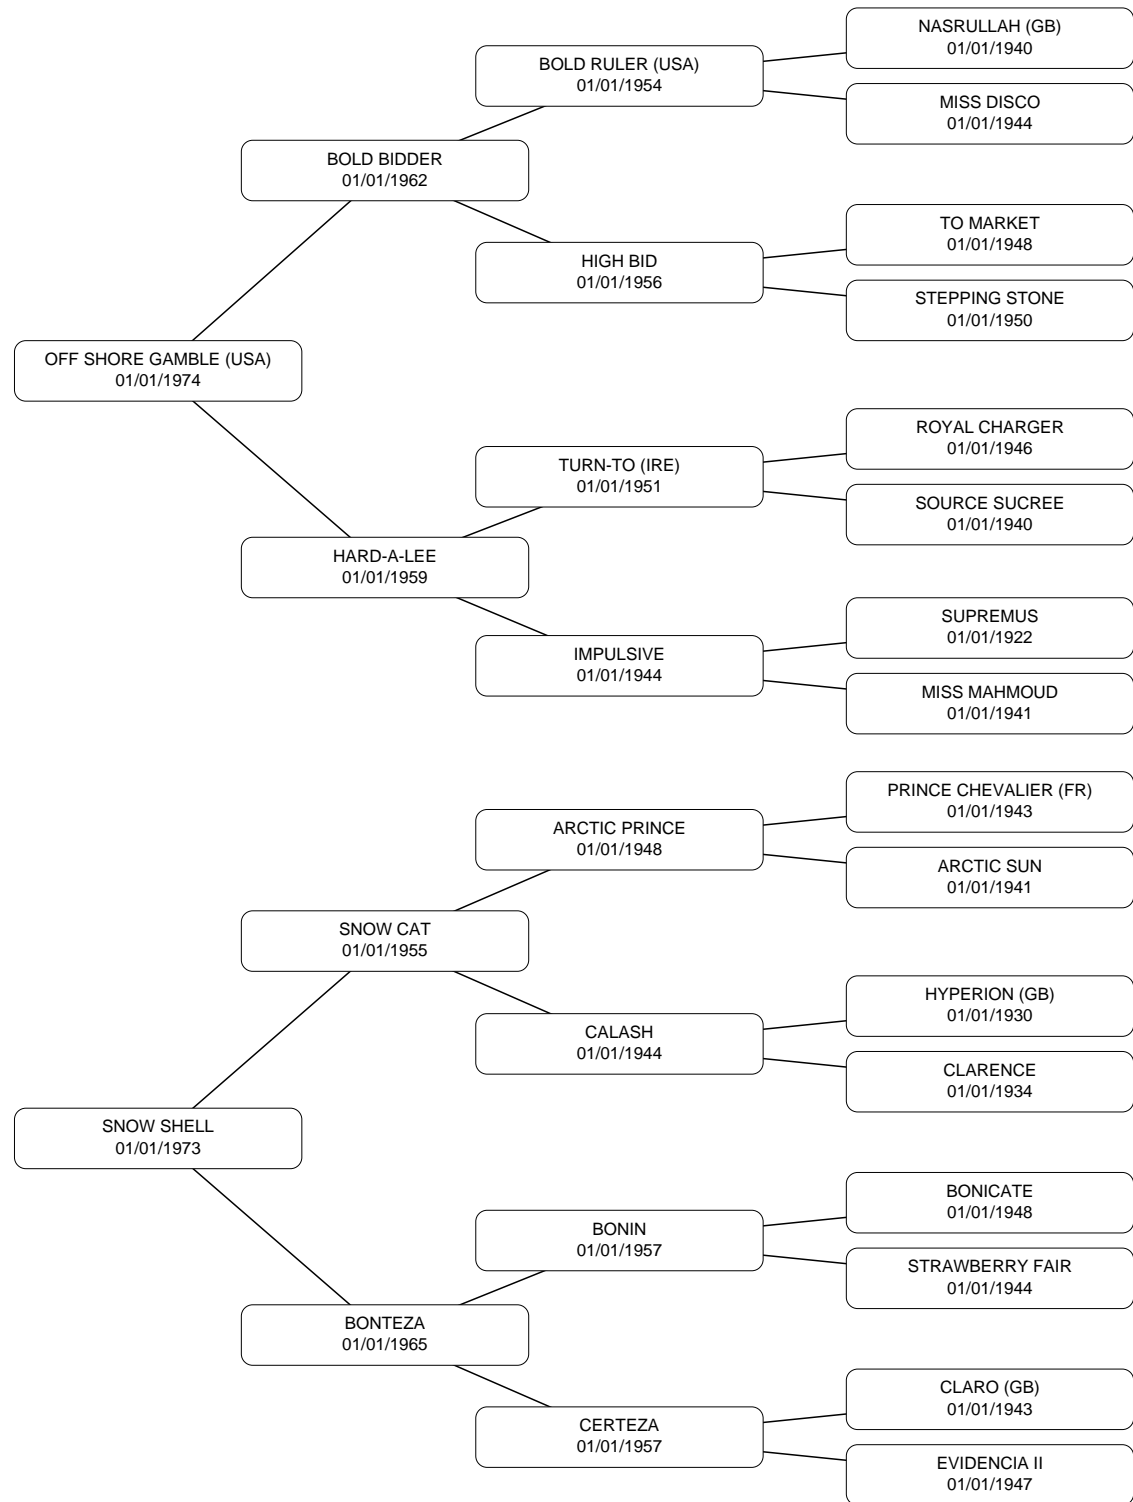 NASRULLAH (GB)
01/01/1940
BOLD RULER (USA)
01/01/1954
MISS DISCO
01/01/1944
BOLD BIDDER
01/01/1962
TO MARKET
01/01/1948
HIGH BID
01/01/1956
STEPPING STONE
01/01/1950
OFF SHORE GAMBLE (USA)
01/01/1974
ROYAL CHARGER
01/01/1946
TURN-TO (IRE)
01/01/1951
SOURCE SUCREE
01/01/1940
HARD-A-LEE
01/01/1959
SUPREMUS
01/01/1922
IMPULSIVE
01/01/1944
MISS MAHMOUD
01/01/1941
PRINCE CHEVALIER (FR)
01/01/1943
ARCTIC PRINCE
01/01/1948
ARCTIC SUN
01/01/1941
SNOW CAT
01/01/1955
HYPERION (GB)
01/01/1930
CALASH
01/01/1944
CLARENCE
01/01/1934
SNOW SHELL
01/01/1973
BONICATE
01/01/1948
BONIN
01/01/1957
STRAWBERRY FAIR
01/01/1944
BONTEZA
01/01/1965
CLARO (GB)
01/01/1943
CERTEZA
01/01/1957
EVIDENCIA II
01/01/1947